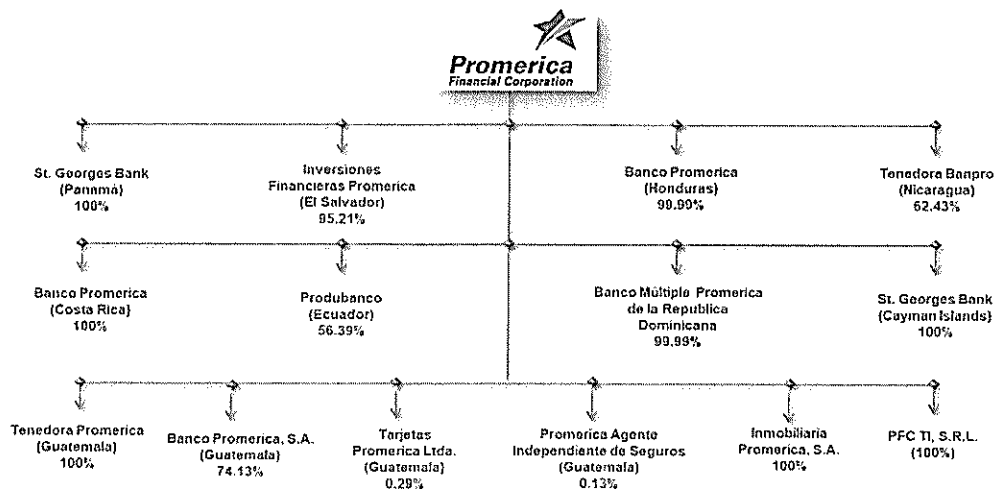 Promerica
Financial Corporation
St. Georges Bank
(Panamá)
100%
Inversiones
Financieras Promerica
(El Salvador)
95.21%
Banco Promerica
(Honduras)
99.99%
Tenedora Banpro
(Nicaragua)
62.43%
Banco Promerica
(Costa Rica)
100%
Produbanco
(Ecuador)
56.39%
Banco Múltiple Promerica
de la Republica
Dominicana
99,99%
St. Georges Bank
(Cayman Islands)
100%
Tenedora Promerica
(Guatemala)
100%
Banco Promerica, S.A.
(Guatemala)
74.13%
Tarjetas
Promerica Ltda.
(Guatemala)
0.29%
Promerica Agente
Independiente de Seguros
(Guatemala)
0.13%
Inmobiliaria
Promerica, S.A.
100%
PFC TI, S.R.L.
(100%)